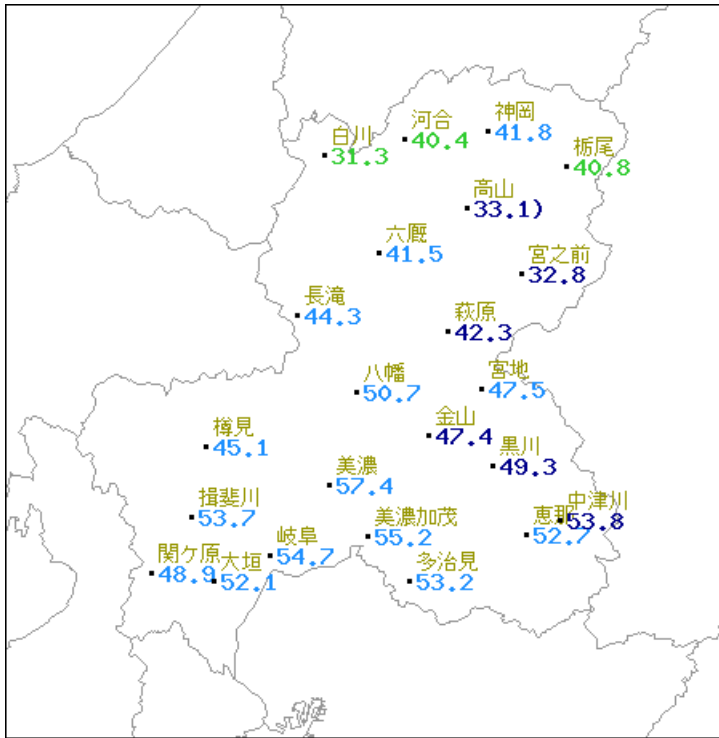 神岡
41.8
河合
40.4
白川
31.3
栃尾
40.8
高山
33.1)
六厩
41.5
宮之前
32.8
長滝
44.3
萩原
42.3
八幡
50.7
宮地
47.5
金山
47.4
樽見
45.1
黒川
49.3
美濃
57.4
揖斐川
53.7
中津川
53.8
美濃加茂
55.2
恵那
52.7
岐阜
54.7
関ケ原
48.9
大垣
52.1
多治見
53.2